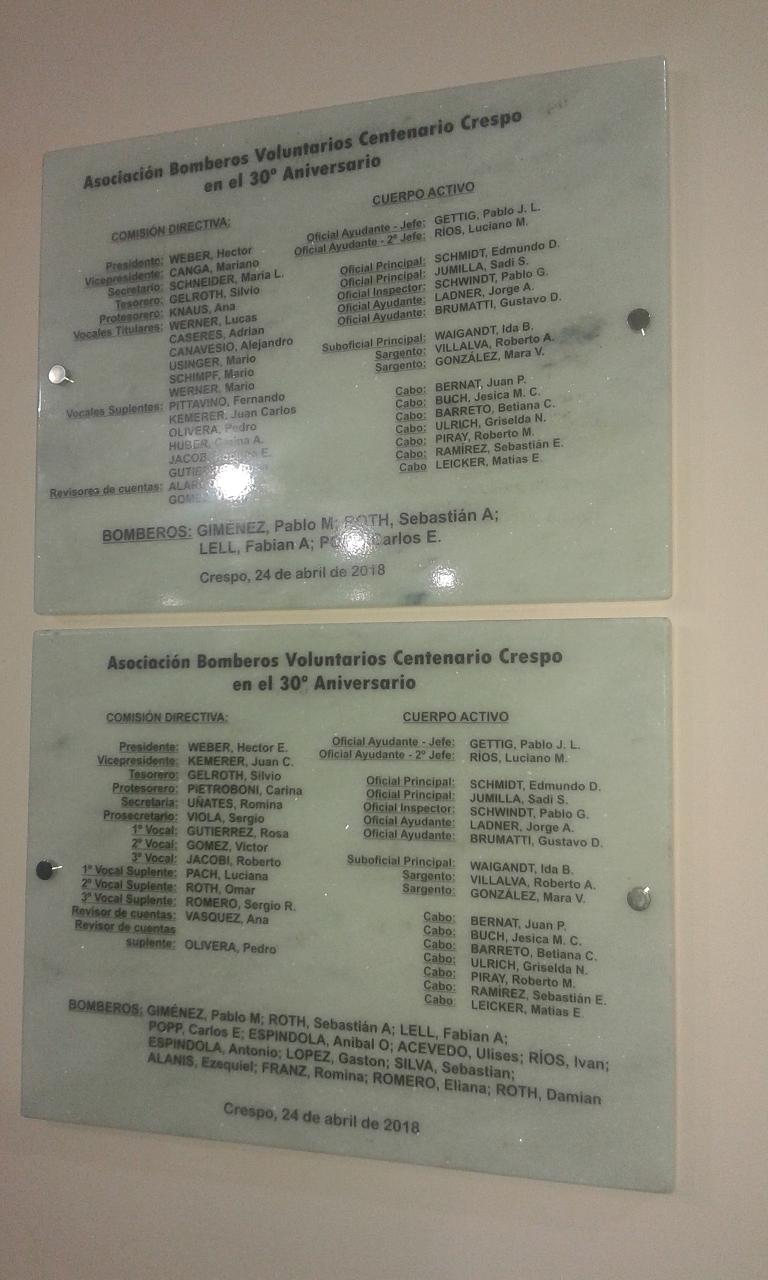 Asociación Bomberos Voluntarios Centenario Crespo
en el 30º Aniversario
COMISIÓN DIRECTIVA:
Presidente: WEBER, Hector
Vicepresidente: CANGA, Mariano
Secretario: SCHNEIDER, Maria L.
Tesorero: GELROTH, Silvio
Protesorero: KNAUS, Ana
Vocales Titulares: WERNER, Lucas
CASERES, Adrian
CANAVESIO, Alejandro
USINGER, Mario
SCHIMPF, Mario
WERNER, Mario
Vocales Suplentes: PITTAVINO, Fernando
KEMERER, Juan Carlos
OLIVERA, Pedro
HUBER, Carina A.
E.
Revisores de cuentas:
CUERPO ACTIVO
Oficial Ayudante - Jefe: GETTIG, Pablo J. L.
Oficial Ayudante - 2º Jefe: RÍOS, Luciano M.
Oficial Principal: SCHMIDT, Edmundo D.
Oficial Principal: JUMILLA, Sadi S.
Oficial Inspector: SCHWINDT, Pablo G.
Oficial Ayudante: LADNER, Jorge A.
Oficial Ayudante: BRUMATTI, Gustavo D.
Suboficial Principal: WAIGANDT, Ida B.
Sargento: VILLALVA, Roberto A.
Sargento: GONZÁLEZ, Mara V.
Cabo: BERNAT, Juan P.
Cabo: BUCH, Jesica M. C.
Cabo: BARRETO, Betiana C.
Cabo: ULRICH, Griselda N.
Cabo: PIRAY, Roberto M.
Cabo: RAMÍREZ, Sebastián E.
Cabo LEICKER, Matias E
BOMBEROS: GIMÉNEZ, Pablo M; ROTH, Sebastián A;
LELL, Fabian A; POPP, Carlos E.
Crespo, 24 de abril de 2018
Asociación Bomberos Voluntarios Centenario Crespo
en el 30º Aniversario
COMISIÓN DIRECTIVA:
Presidente: WEBER, Hector E.
Vicepresidente: KEMERER, Juan C.
Tesorero: GELROTH, Silvio
Protesorero: PiETROBONI, Carina
Secretaria: UÑATES, Romina
Prosecretario: VIOLA, Sergio
1º Vocal: GUTIERREZ, Rosa
2º Vocal: GOMEZ, Victor
3º Vocal: JACOBI, Roberto
1º Vocal Suplente: PACH, Luciana
2º Vocal Suplente: ROTH, Omar
3º Vocal Suplente: ROMERO, Sergio R.
Revisor de cuentas: VASQUEZ, Ana
Revisor de cuentas
suplente: OLIVERA, Pedro
CUERPO ACTIVO
Oficial Ayudante - Jefe: GETTIG, Pablo J. L.
Oficial Ayudante - 2º Jefe: RÍOS, Luciano M.
Oficial Principal: SCHMIDT, Edmundo D.
Oficial Principal: JUMILLA, Sadi S.
Oficial Inspector: SCHWINDT, Pablo G.
Oficial Ayudante: LADNER, Jorge A.
Oficial Ayudante: BRUMATTI, Gustavo D.
Suboficial Principal: WAIGANDT, Ida B.
Sargento: VILLALVA, Roberto A.
Sargento: GONZÁLEZ, Mara V.
Cabo: BERNAT, Juan P.
Cabo: BUCH, Jesica M. C.
Cabo: BARRETO, Betiana C.
Cabo: ULRICH, Griselda N.
Cabo: PIRAY, Roberto M.
Cabo: RAMÍREZ, Sebastián E.
Cabo: LEICKER, Matias E
BOMBEROS: GIMÉNEZ, Pablo M; ROTH, Sebastián A; LELL, Fabian A;
POPP, Carlos E; ESPINDOLA, Anibal O; ACEVEDO, Ulises; RÍOS, Ivan;
ESPINDOLA, Antonio; LOPEZ, Gaston; SILVA, Sebastian;
ALANIS, Ezequiel; FRANZ, Romina; ROMERO, Eliana; ROTH, Damian
Crespo, 24 de abril de 2018